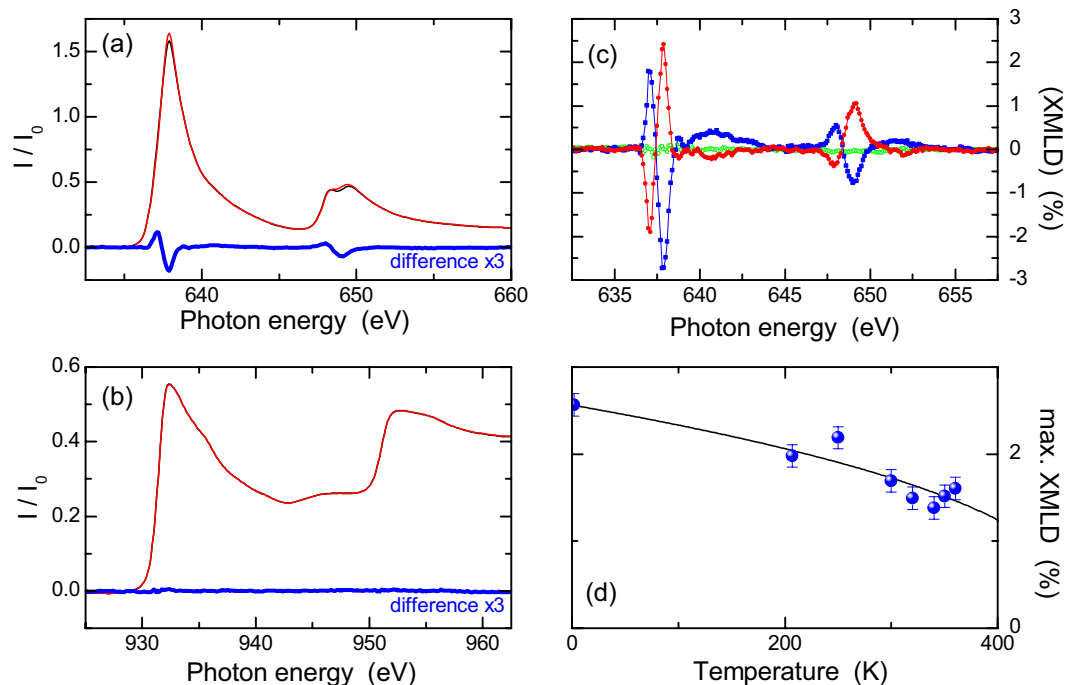 (a)
1.5
1.0
0.5
0.0
I / I0
difference x3
640
650
660
Photon energy (eV)
(c)
3
2
1
0
-1
-2
-3
(XMLD) (%)
635
640
645
650
655
Photon energy (eV)
(b)
0.6
0.4
0.2
0.0
I / I0
difference x3
930
940
950
960
Photon energy (eV)
(d)
2
0
max. XMLD (%)
0
200
400
Temperature (K)